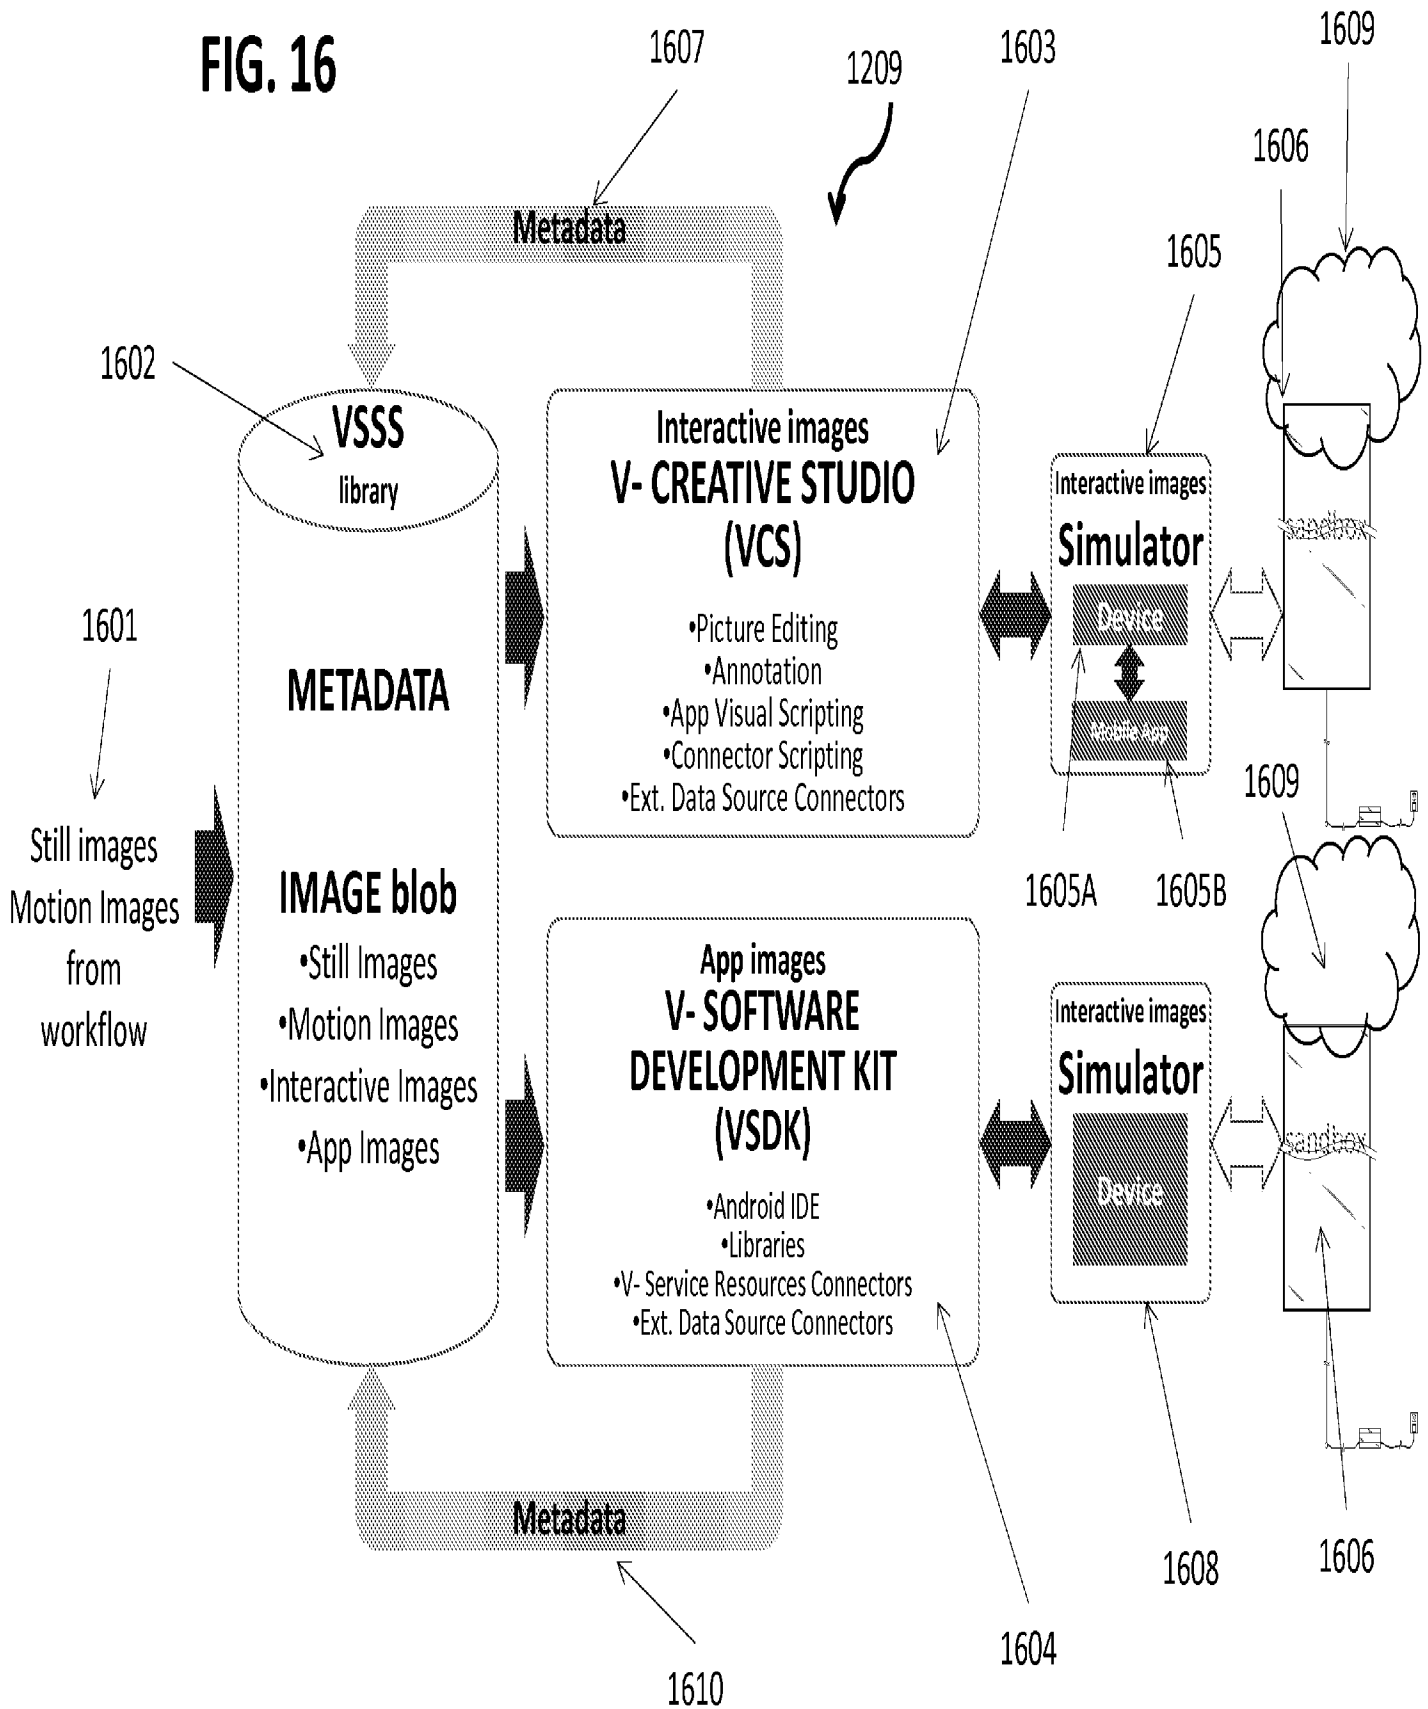 FIG. 16
1607
1209
1603
1609
1606
1605
1602
1601
Metadata
VSSS
library
METADATA
IMAGE blob
•Still Images
•Motion Images
•Interactive Images
•App Images
Still images
Motion Images
from
workflow
Interactive images
V- CREATIVE STUDIO
(VCS)
•Picture Editing
•Annotation
•App Visual Scripting
•Connector Scripting
•Ext. Data Source Connectors
Interactive images
Simulator
Device
Mobile App
sandbox
1605A
1605B
1609
App images
V- SOFTWARE
DEVELOPMENT KIT
(VSDK)
•Android IDE
•Libraries
•V- Service Resources Connectors
•Ext. Data Source Connectors
Interactive images
Simulator
Device
sandbox
Metadata
1610
1604
1608
1606